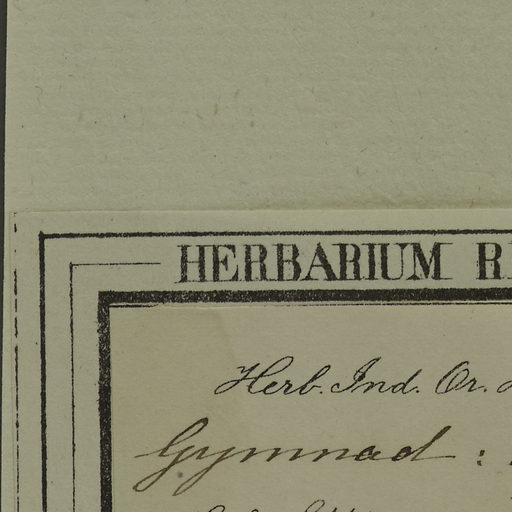 HERBARIUM
Herb. Ind. Or.
Gymnad :